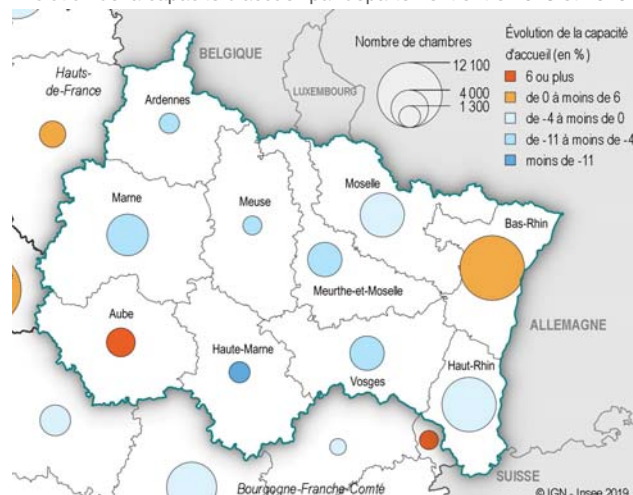 BELGIQUE
Hauts-
de-France
Ardennes
LUXEMBOURG
Nombre de chambres
12 100
4 000
1 300
Évolution de la capacité
d'accueil (en %)
6 ou plus
de 0 à moins de 6
de -4 à moins de 0
de -11 à moins de -4
moins de -11
Marne
Meuse
Moselle
Bas-Rhin
Meurthe-et-Moselle
Aube
Haute-Marne
Vosges
Haut-Rhin
ALLEMAGNE
Bourgogne-Franche-Comté
SUISSE
© IGN - Insee 2019